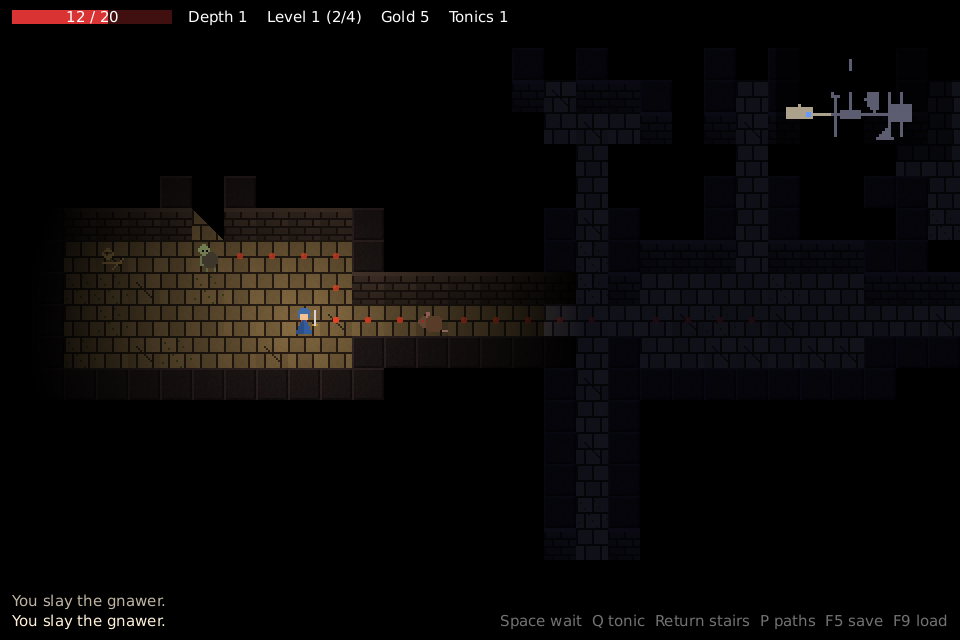 12 / 20 Depth 1 Level 1 (2/4) Gold 5 Tonics 1
You slay the gnawer.
You slay the gnawer.
Space wait Q tonic Return stairs P paths F5 save F9 load